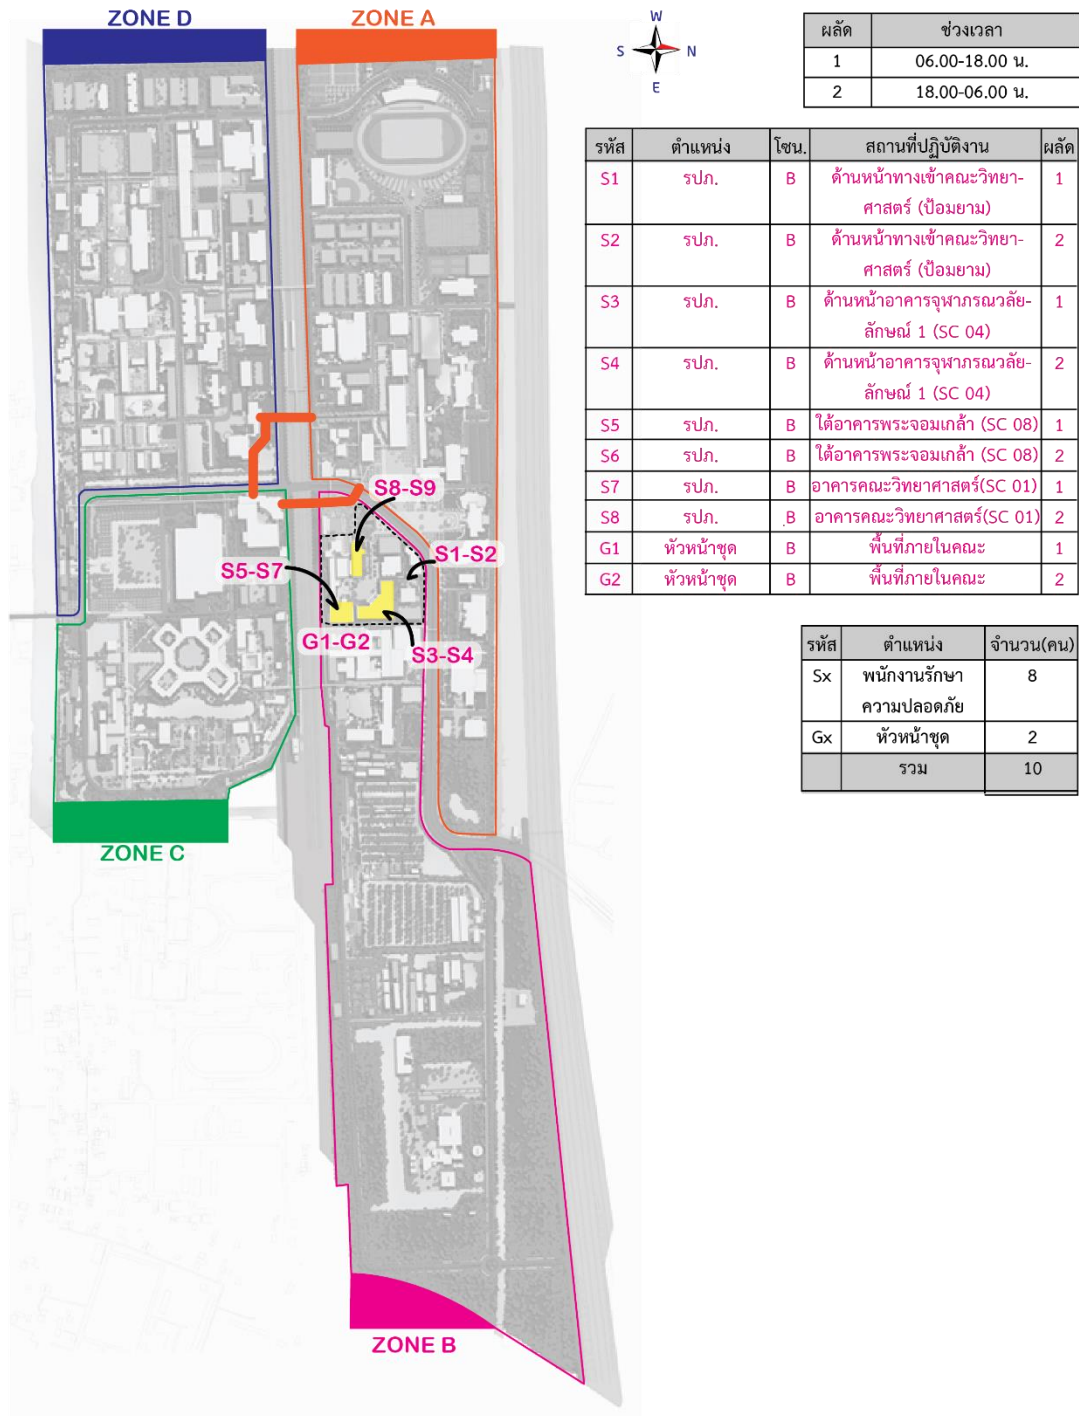 ZONE D
ZONE A
W
S
N
E
ผลัด ช่วงเวลา
1 06.00-18.00 น.
2 18.00-06.00 น.
รหัส ตำแหน่ง โซน. สถานที่ปฏิบัติงาน ผลัด
S1 รปภ. B ด้านหน้าทางเข้าคณะวิทยา- 1
ศาสตร์ (ป้อมยาม)
S2 รปภ. B ด้านหน้าทางเข้าคณะวิทยา- 2
ศาสตร์ (ป้อมยาม)
S3 รปภ. B ด้านหน้าอาคารจุฬาภรณวลัย- 1
ลักษณ์ 1 (SC 04)
S4 รปภ. B ด้านหน้าอาคารจุฬาภรณวลัย- 2
ลักษณ์ 1 (SC 04)
S5 รปภ. B ใต้อาคารพระจอมเกล้า (SC 08) 1
S6 รปภ. B ใต้อาคารพระจอมเกล้า (SC 08) 2
S7 รปภ. B อาคารคณะวิทยาศาสตร์(SC 01) 1
S8 รปภ. .B อาคารคณะวิทยาศาสตร์(SC 01) 2
G1 หัวหน้าชุด B พื้นที่ภายในคณะ 1
G2 หัวหน้าชุด B พื้นที่ภายในคณะ 2
S8-S9
S1-S2
S5-S7
G1-G2
S3-S4
รหัส ตำแหน่ง จำนวน(คน)
Sx พนักงานรักษา 8
ความปลอดภัย
Gx หัวหน้าชุด 2
รวม 10
ZONE C
ZONE B